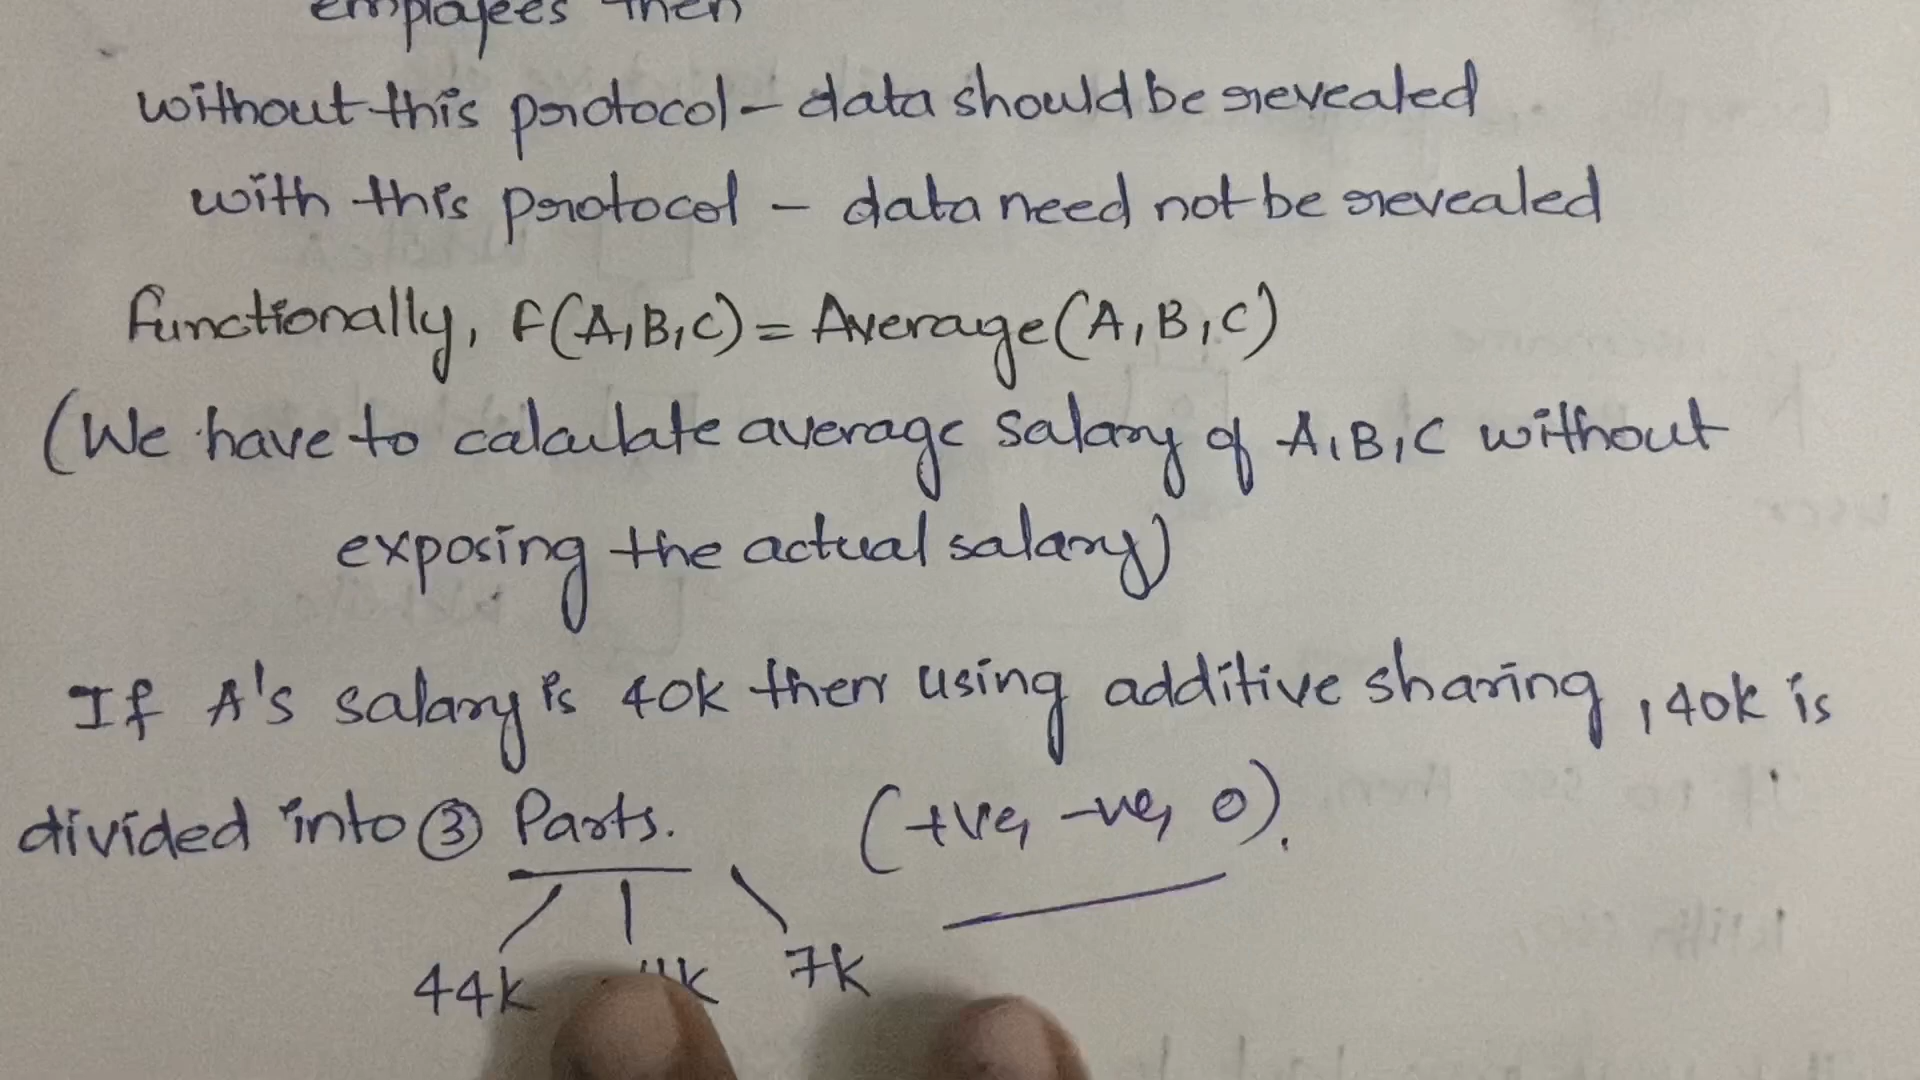 employees then
without this protocol - data should be revealed
with this protocol - data need not be revealed
Functionally, F(A,B,C) = Average(A,B,C)
(We have to calculate average salary of A,B,C without
exposing the actual salary)
If A's salary is 40k then using additive sharing, 40k is
divided into ③ Parts. (+ve, -ve, 0).
44k 7k